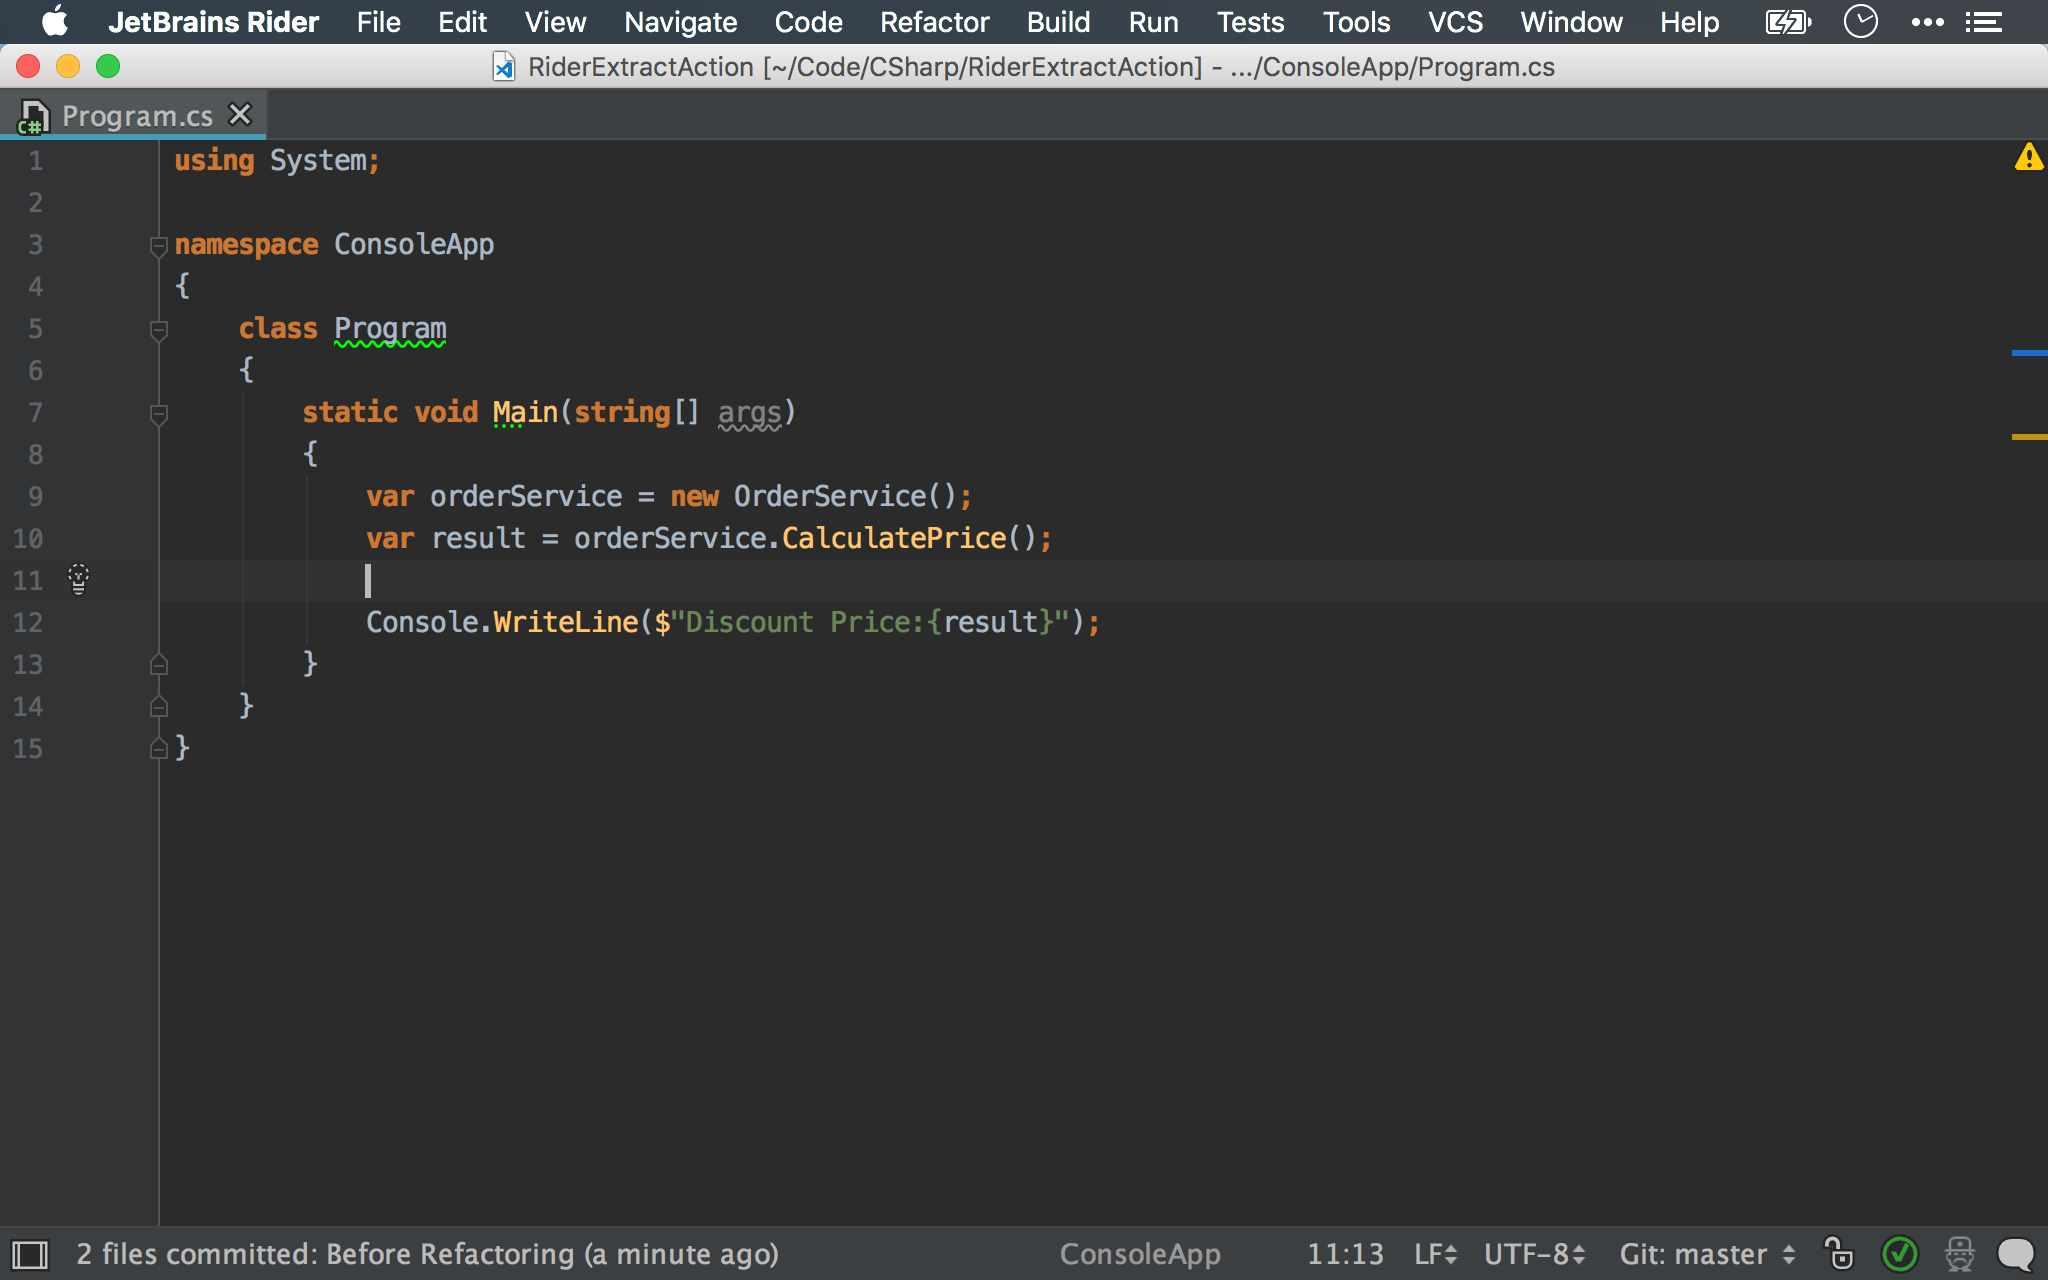 JetBrains Rider File Edit View Navigate Code Refactor Build Run Tests Tools VCS Window Help
RiderExtractAction [~/Code/CSharp/RiderExtractAction] - .../ConsoleApp/Program.cs
C# Program.cs
1 using System;
2
3 namespace ConsoleApp
4 {
5 class Program
6 {
7 static void Main(string[] args)
8 {
9 var orderService = new OrderService();
10 var result = orderService.CalculatePrice();
11
12 Console.WriteLine($"Discount Price:{result}");
13 }
14 }
15 }
2 files committed: Before Refactoring (a minute ago) ConsoleApp 11:13 LF UTF-8 Git: master